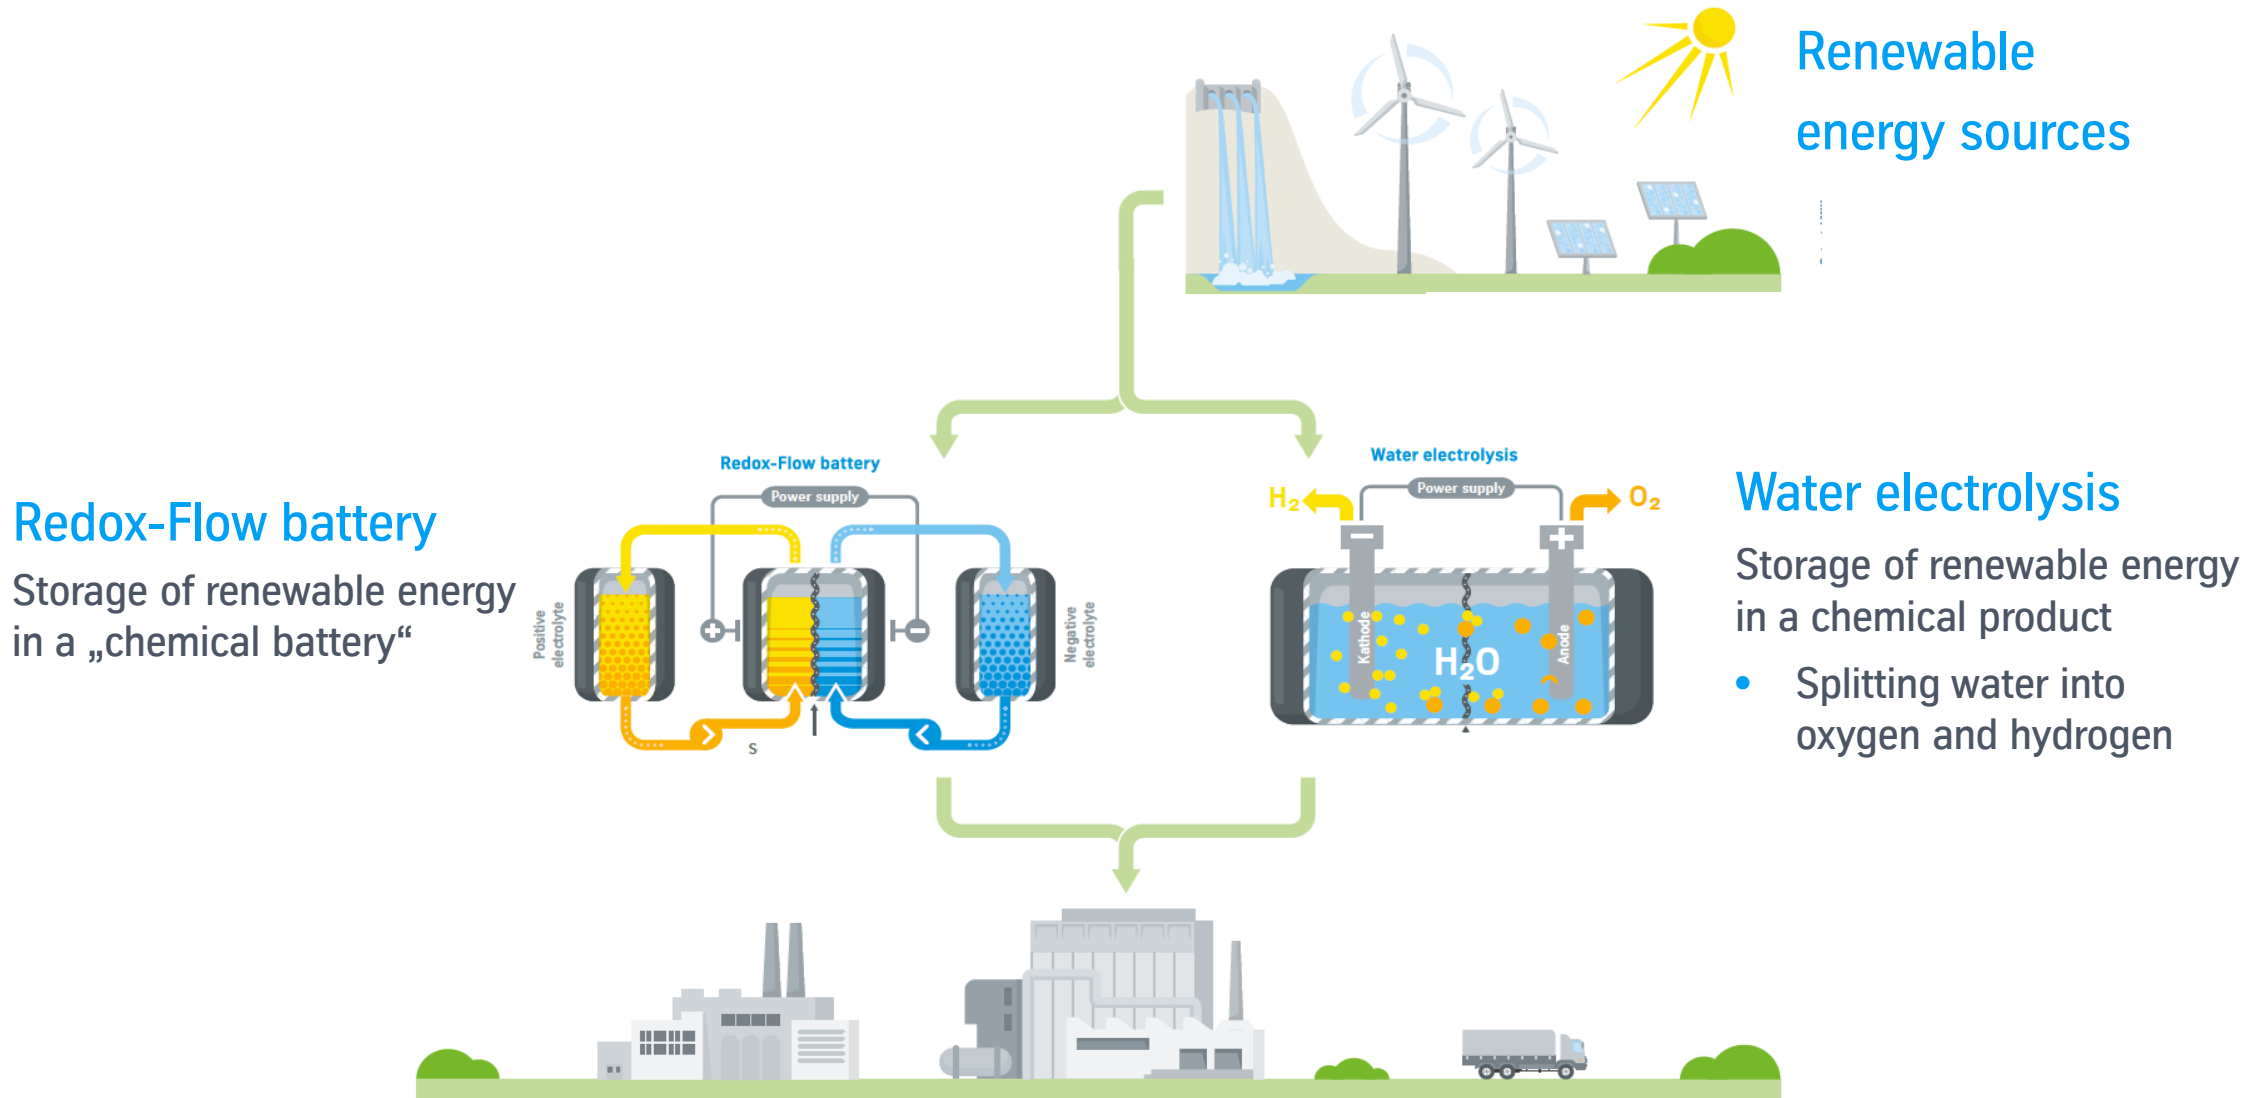 Renewable
energy sources
Redox-Flow battery
Storage of renewable energy
in a „chemical battery“
Redox-Flow battery
Power supply
Positive
electrolyte
Negative
electrolyte
S
Water electrolysis
Power supply
H₂
O₂
Kathode
H₂O
Anode
Water electrolysis
Storage of renewable energy
in a chemical product
• Splitting water into
oxygen and hydrogen